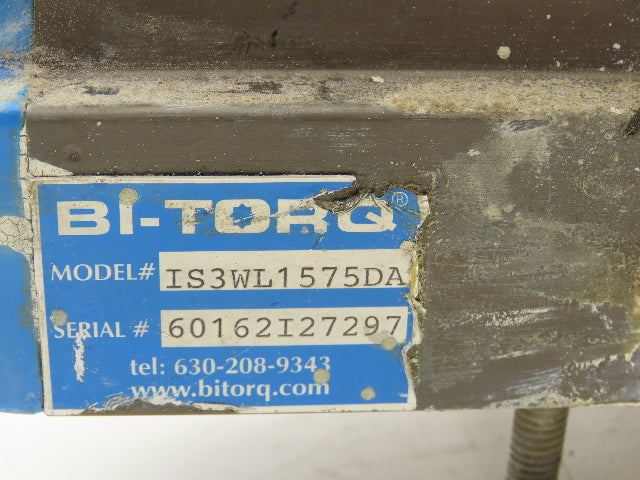 BI-TORQ®
MODEL# IS3WL1575DA
SERIAL # 60162I27297
tel: 630-208-9343
www.bitorq.com